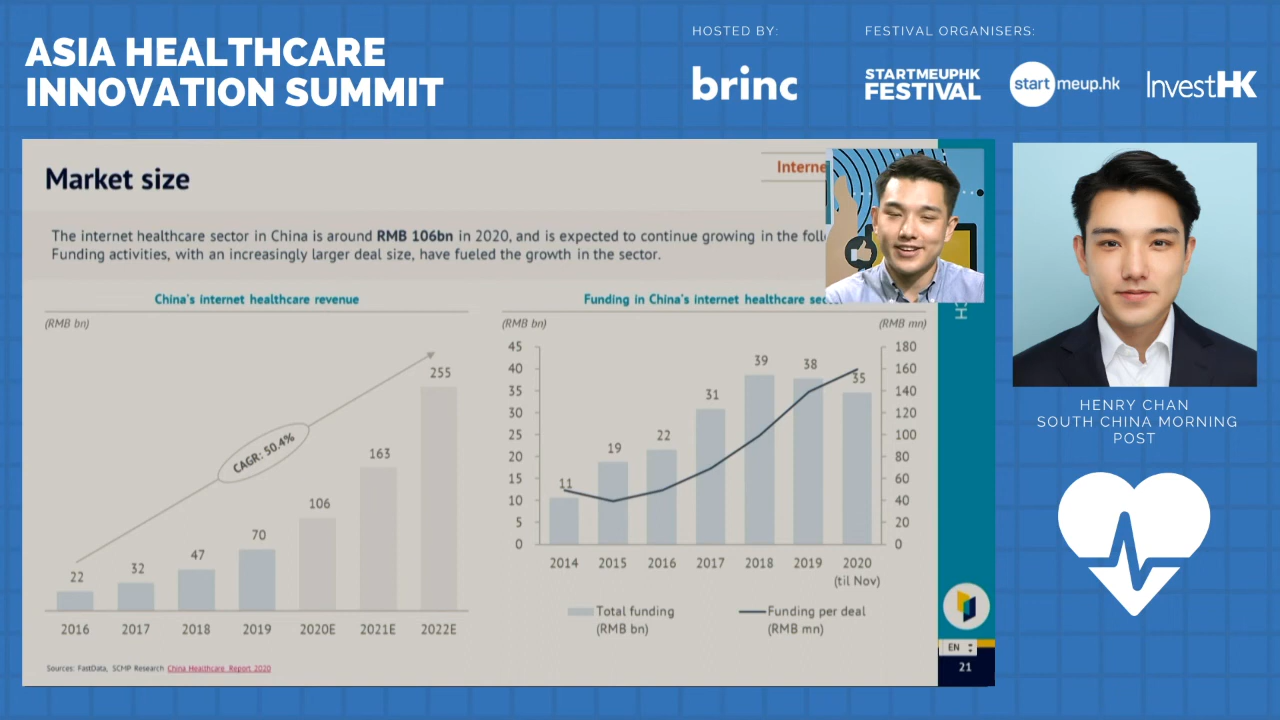 ASIA HEALTHCARE
INNOVATION SUMMIT
HOSTED BY:
brinc
FESTIVAL ORGANISERS:
STARTMEUPHK
FESTIVAL
startmeup.hk
InvestHK
Market size
The internet healthcare sector in China is around RMB 106bn in 2020, and is expected to continue growing in the
Funding activities, with an increasingly larger deal size, have fueled the growth in the sector.
China's internet healthcare revenue
(RMB bn)
CAGR: 50.4%
22
32
47
70
106
163
255
2016
2017
2018
2019
2020E
2021E
2022E
Funding in China's internet healthcare
(RMB bn)
(RMB mn)
45
40
35
30
25
20
15
10
5
0
11
19
22
31
39
38
35
180
160
140
120
100
80
60
40
20
0
2014
2015
2016
2017
2018
2019
2020
(til Nov)
Total funding
(RMB bn)
Funding per deal
(RMB mn)
Sources: FastData, SCMP Research China Healthcare Report 2020
EN
21
HENRY CHAN
SOUTH CHINA MORNING
POST